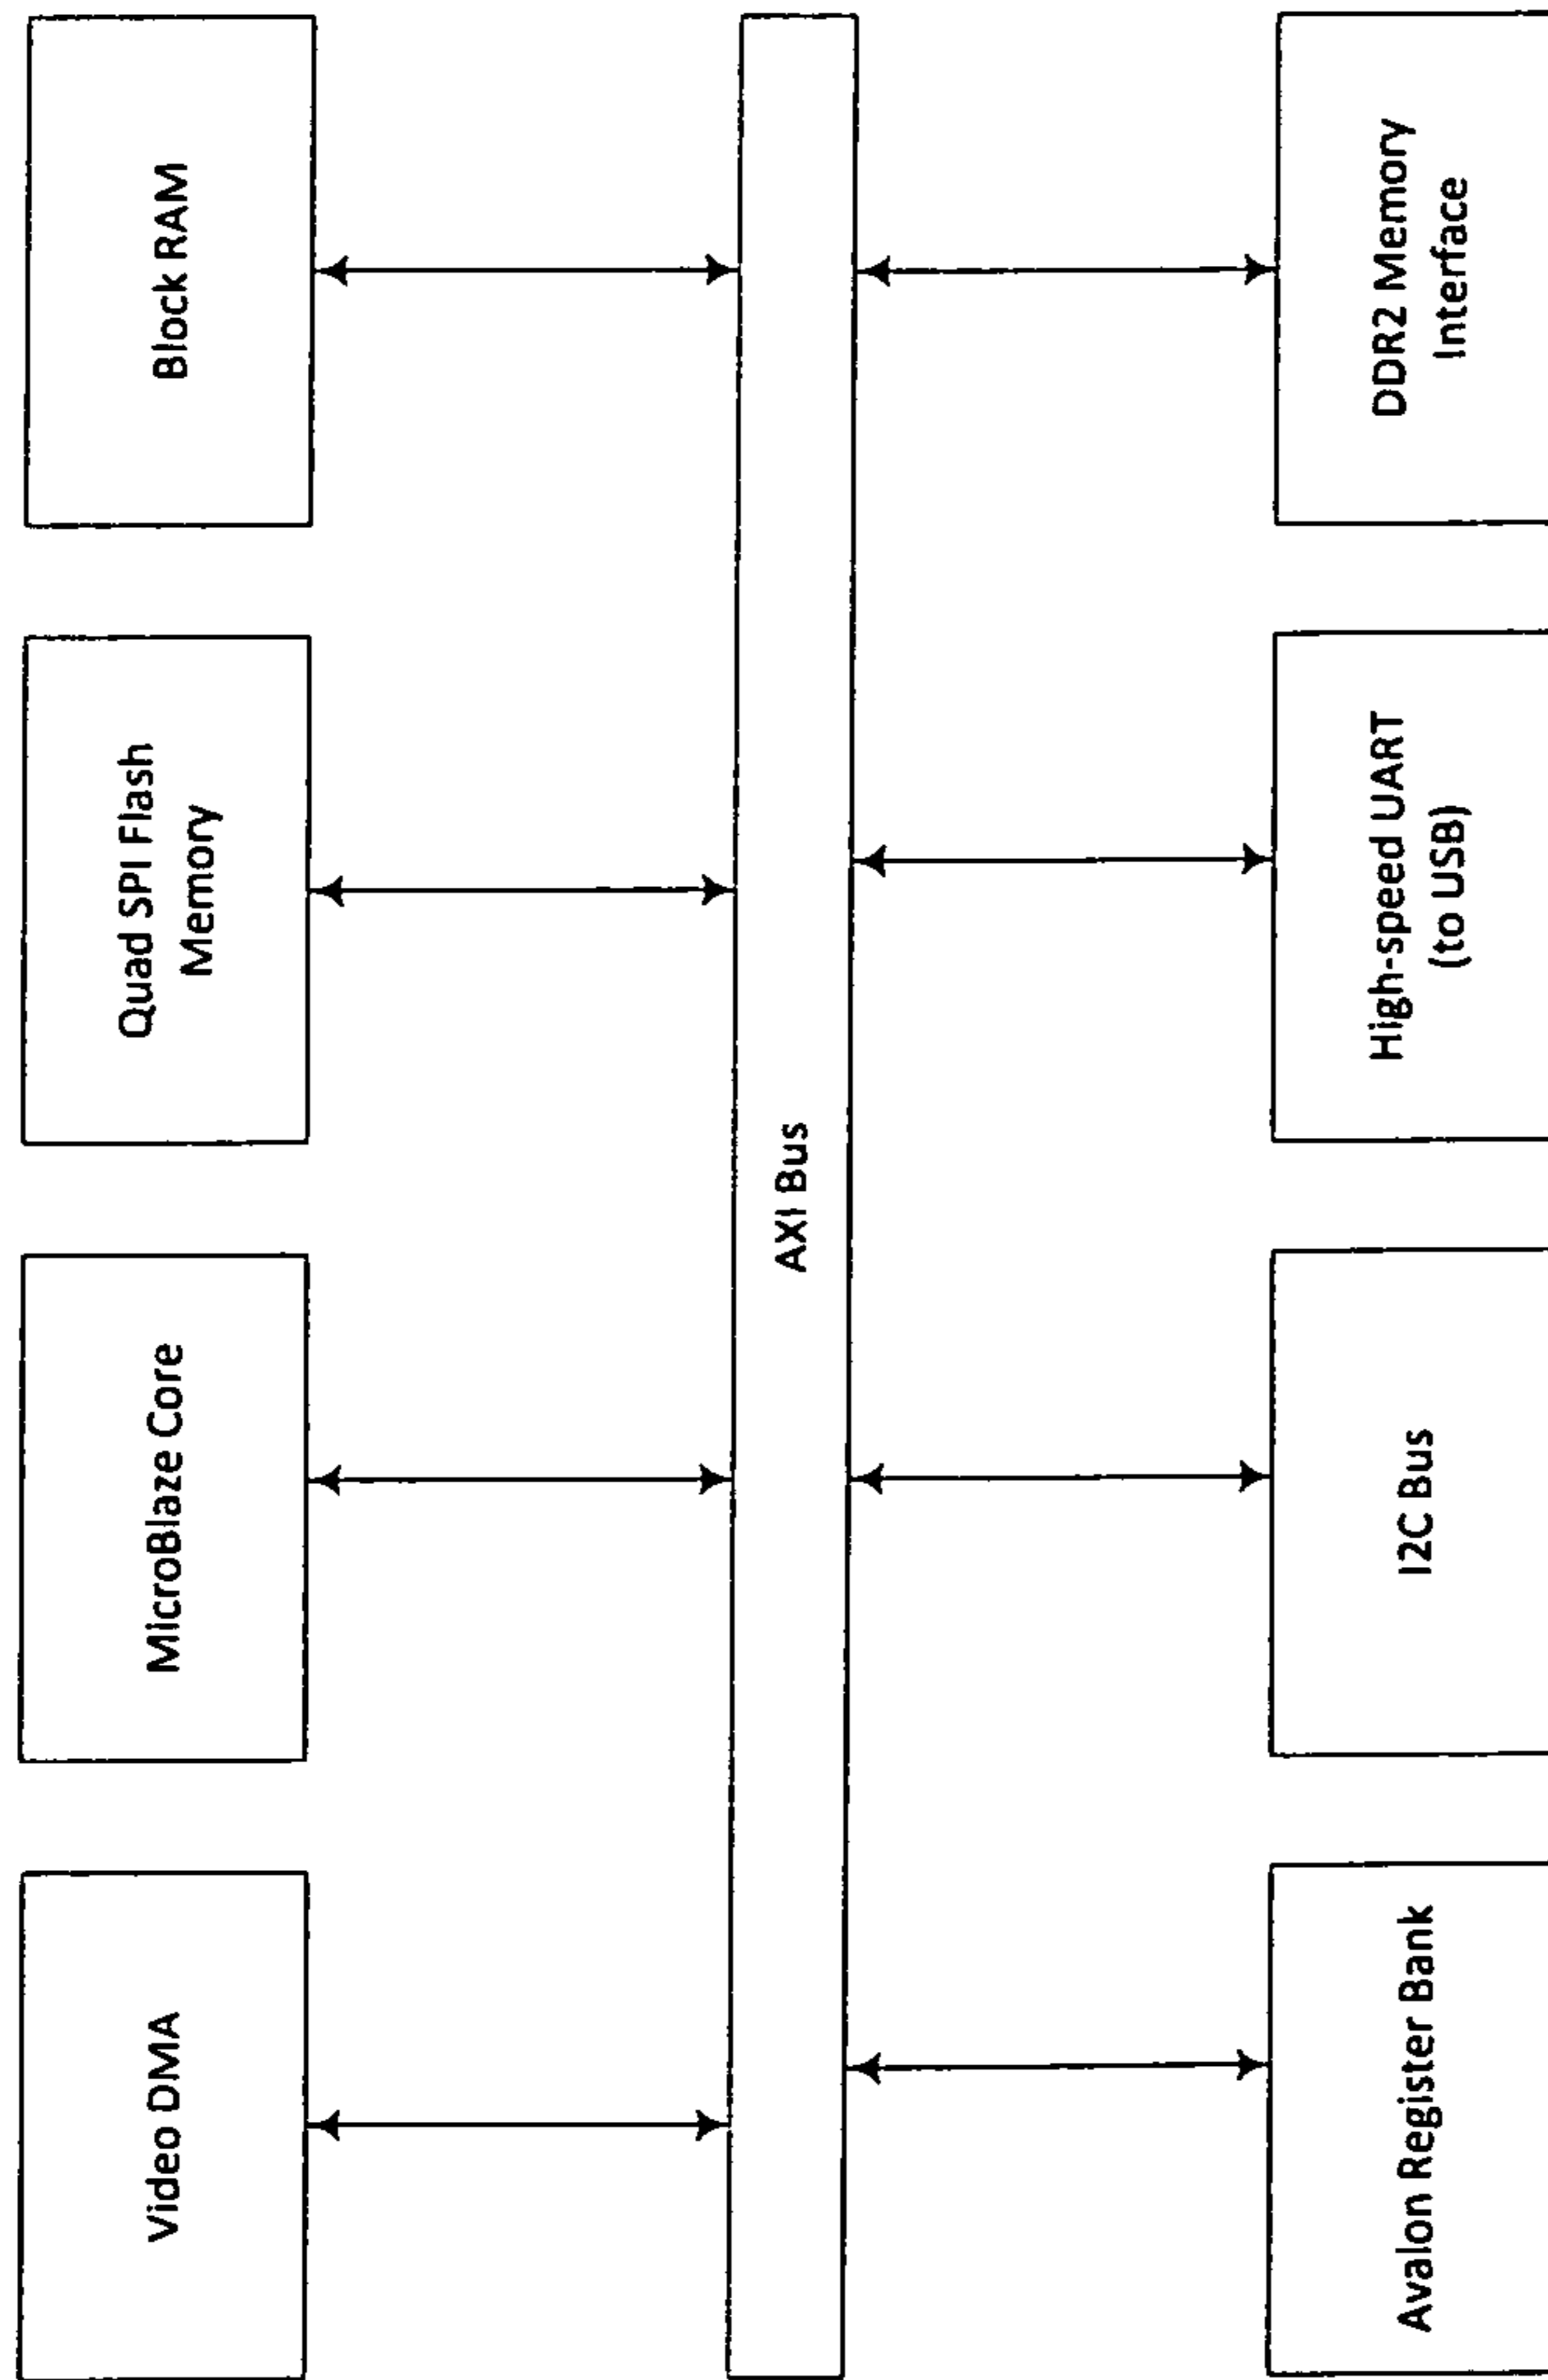 Video DMA
MicroBlaze Core
Quad SPI Flash
Memory
Block RAM
AXI Bus
Avalon Register Bank
I2C Bus
High-speed UART
(to USB)
DDR2 Memory
Interface